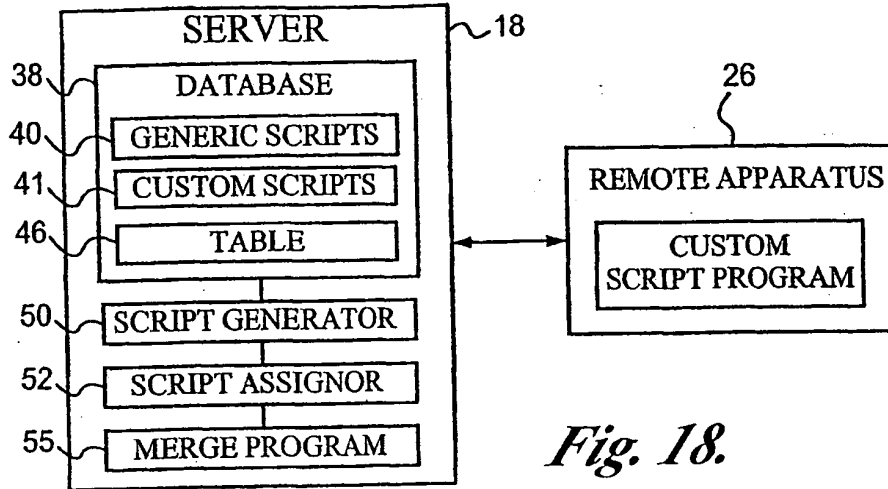 SERVER
18
38
DATABASE
40
GENERIC SCRIPTS
41
CUSTOM SCRIPTS
46
TABLE
50
SCRIPT GENERATOR
52
SCRIPT ASSIGNOR
55
MERGE PROGRAM
26
REMOTE APPARATUS
CUSTOM
SCRIPT PROGRAM
Fig. 18.